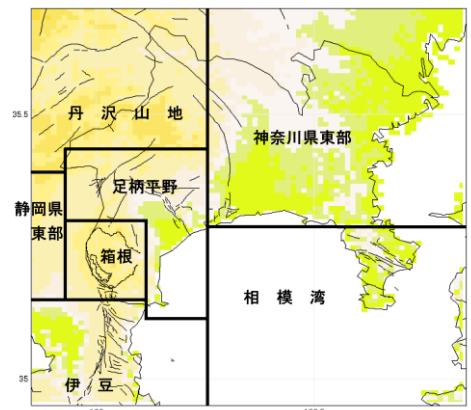 35.5
丹 沢 山 地
神奈川県東部
足柄平野
静岡県
東部
箱根
相 模 湾
35
伊 豆